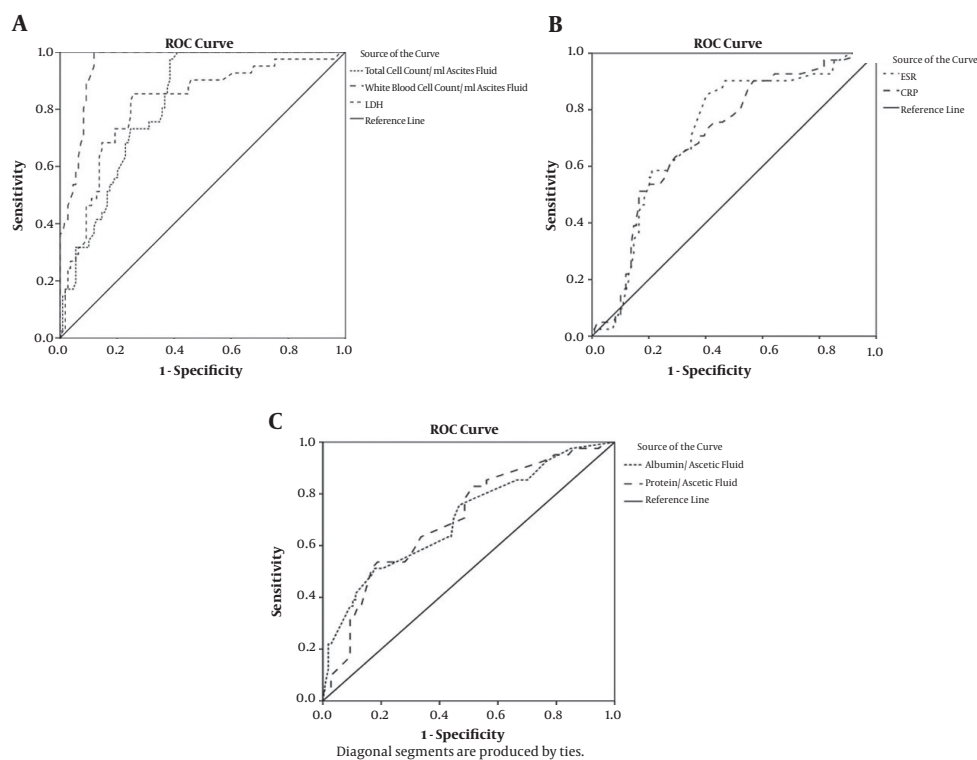 A
ROC Curve
Source of the Curve
Total Cell Count/ ml Ascites Fluid
White Blood Cell Count/ ml Ascites Fluid
LDH
Reference Line
1.0
0.8
0.6
0.4
0.2
0.0
Sensitivity
0.0 0.2 0.4 0.6 0.8 1.0
1 - Specificity
B
ROC Curve
Source of the Curve
ESR
CRP
Reference Line
1.0
0.8
0.6
0.4
0.2
0.0
Sensitivity
0.0 0.2 0.4 0.6 0.8 1.0
1 - Specificity
C
ROC Curve
Source of the Curve
Albumin/ Ascetic Fluid
Protein/ Ascetic Fluid
Reference Line
1.0
0.8
0.6
0.4
0.2
0.0
Sensitivity
0.0 0.2 0.4 0.6 0.8 1.0
1 - Specificity
Diagonal segments are produced by ties.